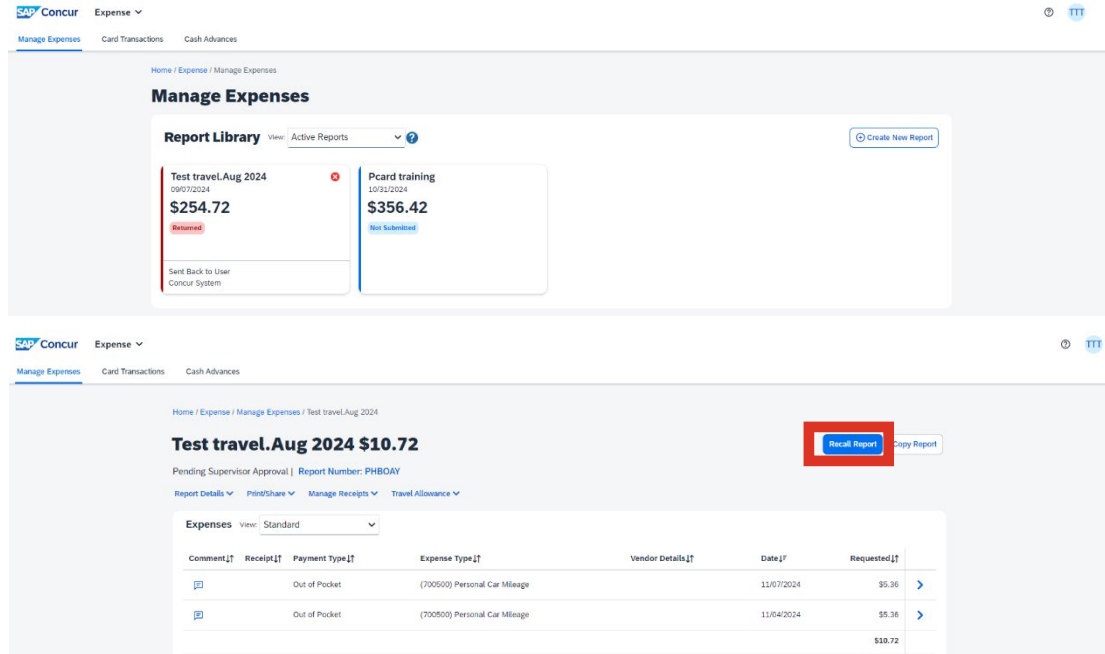 SAP Concur Expense
TTT
Manage Expenses Card Transactions Cash Advances
Home / Expense / Manage Expenses
Manage Expenses
Report Library View: Active Reports
Create New Report
Test travel.Aug 2024
09/07/2024
$254.72
Returned
Sent Back to User
Concur System
Pcard training
10/31/2024
$356.42
Not Submitted
SAP Concur Expense
TTT
Manage Expenses Card Transactions Cash Advances
Home / Expense / Manage Expenses / Test travel.Aug 2024
Test travel.Aug 2024 $10.72
Recall Report Copy Report
Pending Supervisor Approval | Report Number: PHBOAY
Report Details Print/Share Manage Receipts Travel Allowance
Expenses View: Standard
Comment Receipt Payment Type Expense Type Vendor Details Date Requested
Out of Pocket (700500) Personal Car Mileage 11/07/2024 $5.36
Out of Pocket (700500) Personal Car Mileage 11/04/2024 $5.36
$10.72